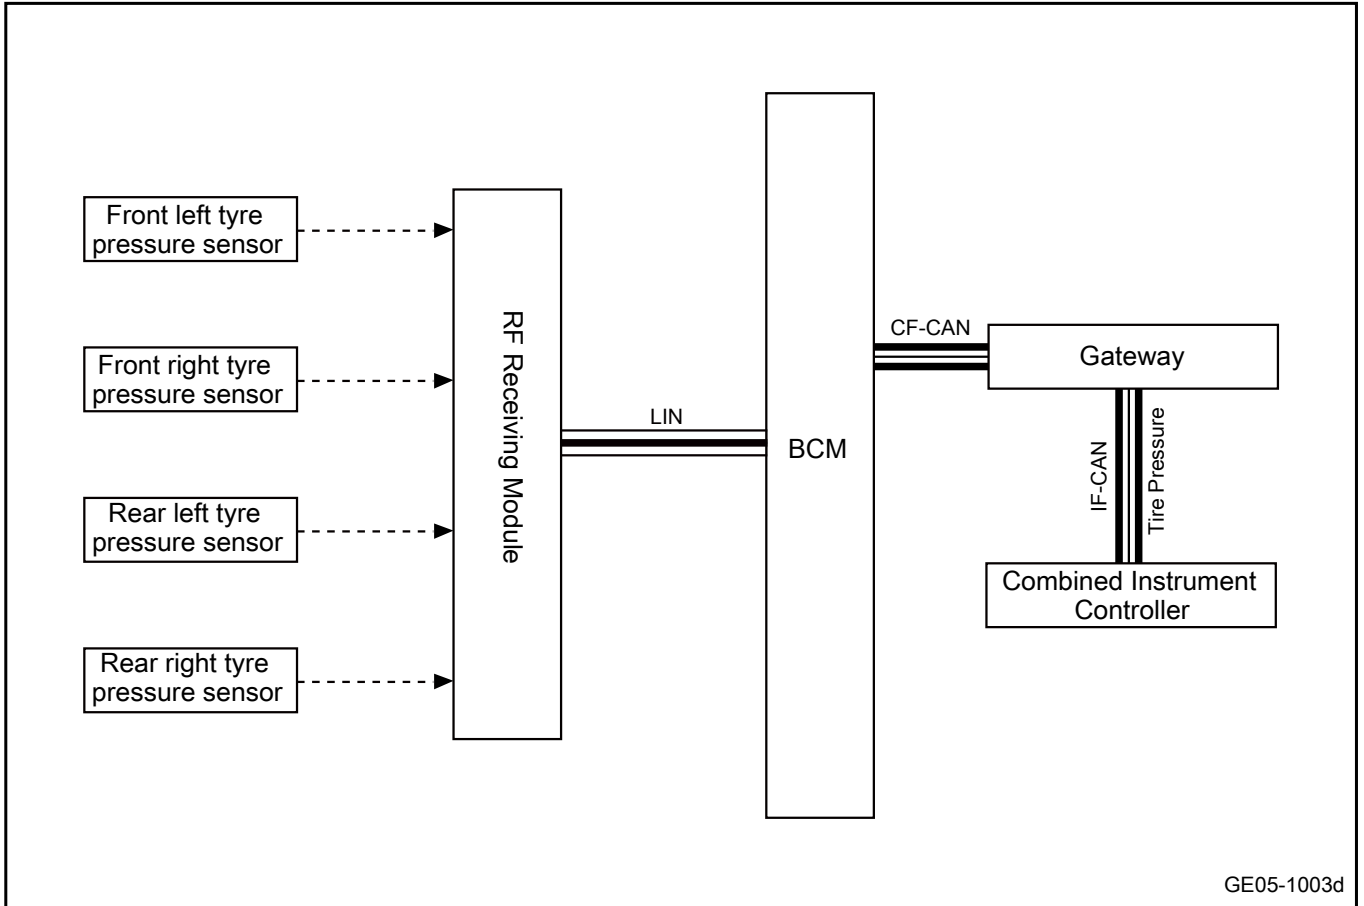 Front left tyre
pressure sensor
Front right tyre
pressure sensor
Rear left tyre
pressure sensor
Rear right tyre
pressure sensor
RF Receiving Module
LIN
BCM
CF-CAN
Gateway
IF-CAN
Tire Pressure
Combined Instrument
Controller
GE05-1003d